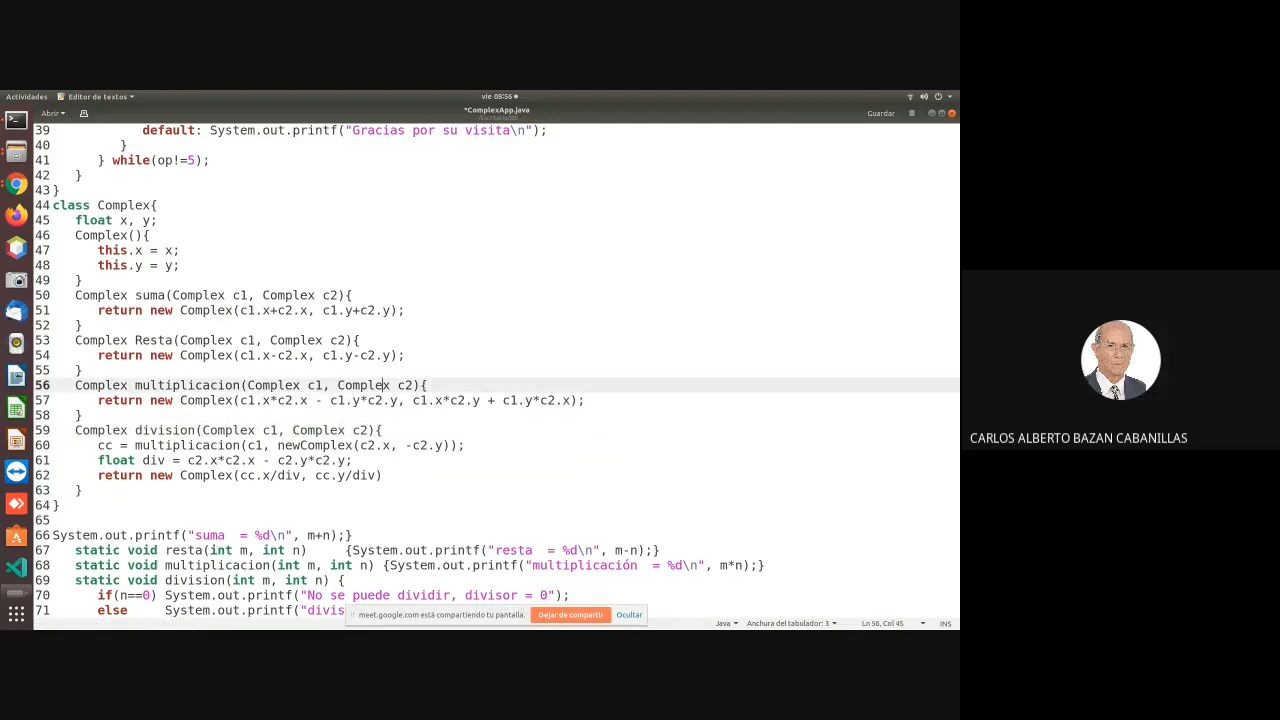 Actividades Editor de textos vie 08:56
Abrir *ComplexApp.java Guardar
39 default: System.out.printf("Gracias por su visita\n");
40 }
41 } while(op!=5);
42 }
43 }
44 class Complex{
45 float x, y;
46 Complex(){
47 this.x = x;
48 this.y = y;
49 }
50 Complex suma(Complex c1, Complex c2){
51 return new Complex(c1.x+c2.x, c1.y+c2.y);
52 }
53 Complex Resta(Complex c1, Complex c2){
54 return new Complex(c1.x-c2.x, c1.y-c2.y);
55 }
56 Complex multiplicacion(Complex c1, Complex c2){
57 return new Complex(c1.x*c2.x - c1.y*c2.y, c1.x*c2.y + c1.y*c2.x);
58 }
59 Complex division(Complex c1, Complex c2){
60 cc = multiplicacion(c1, newComplex(c2.x, -c2.y));
61 float div = c2.x*c2.x - c2.y*c2.y;
62 return new Complex(cc.x/div, cc.y/div)
63 }
64 }
65
66 System.out.printf("suma = %d\n", m+n);}
67 static void resta(int m, int n) {System.out.printf("resta = %d\n", m-n);}
68 static void multiplicacion(int m, int n) {System.out.printf("multiplicación = %d\n", m*n);}
69 static void division(int m, int n) {
70 if(n==0) System.out.printf("No se puede dividir, divisor = 0");
71 else System.out.printf("divis
meet.google.com está compartiendo tu pantalla. Dejar de compartir Ocultar
Java Anchura del tabulador: 3 Ln 56, Col 45 INS
CARLOS ALBERTO BAZAN CABANILLAS